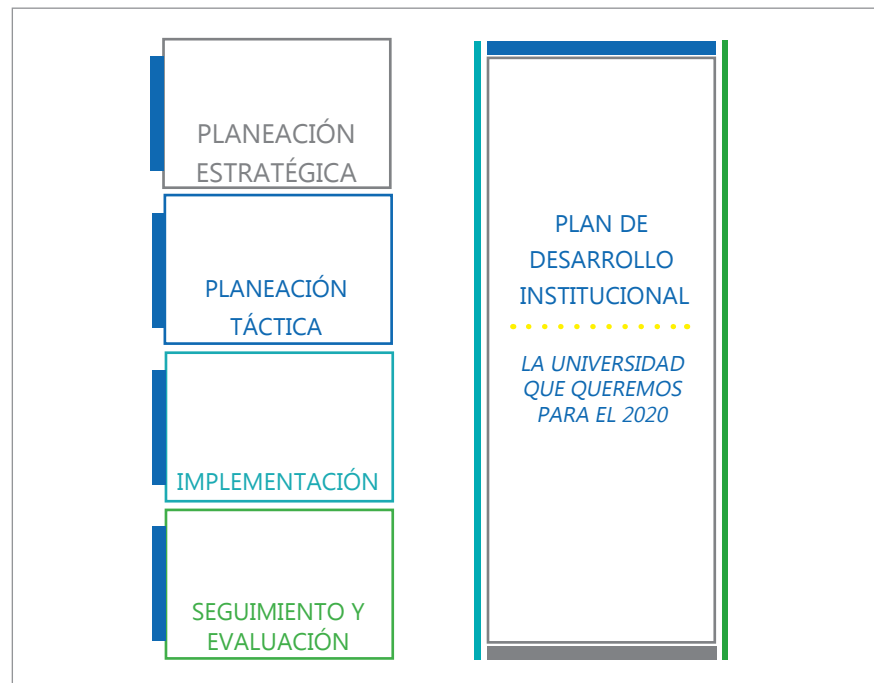 PLANEACIÓN
ESTRATÉGICA
PLANEACIÓN
TÁCTICA
IMPLEMENTACIÓN
SEGUIMIENTO Y
EVALUACIÓN
PLAN DE
DESARROLLO
INSTITUCIONAL
LA UNIVERSIDAD
QUE QUEREMOS
PARA EL 2020